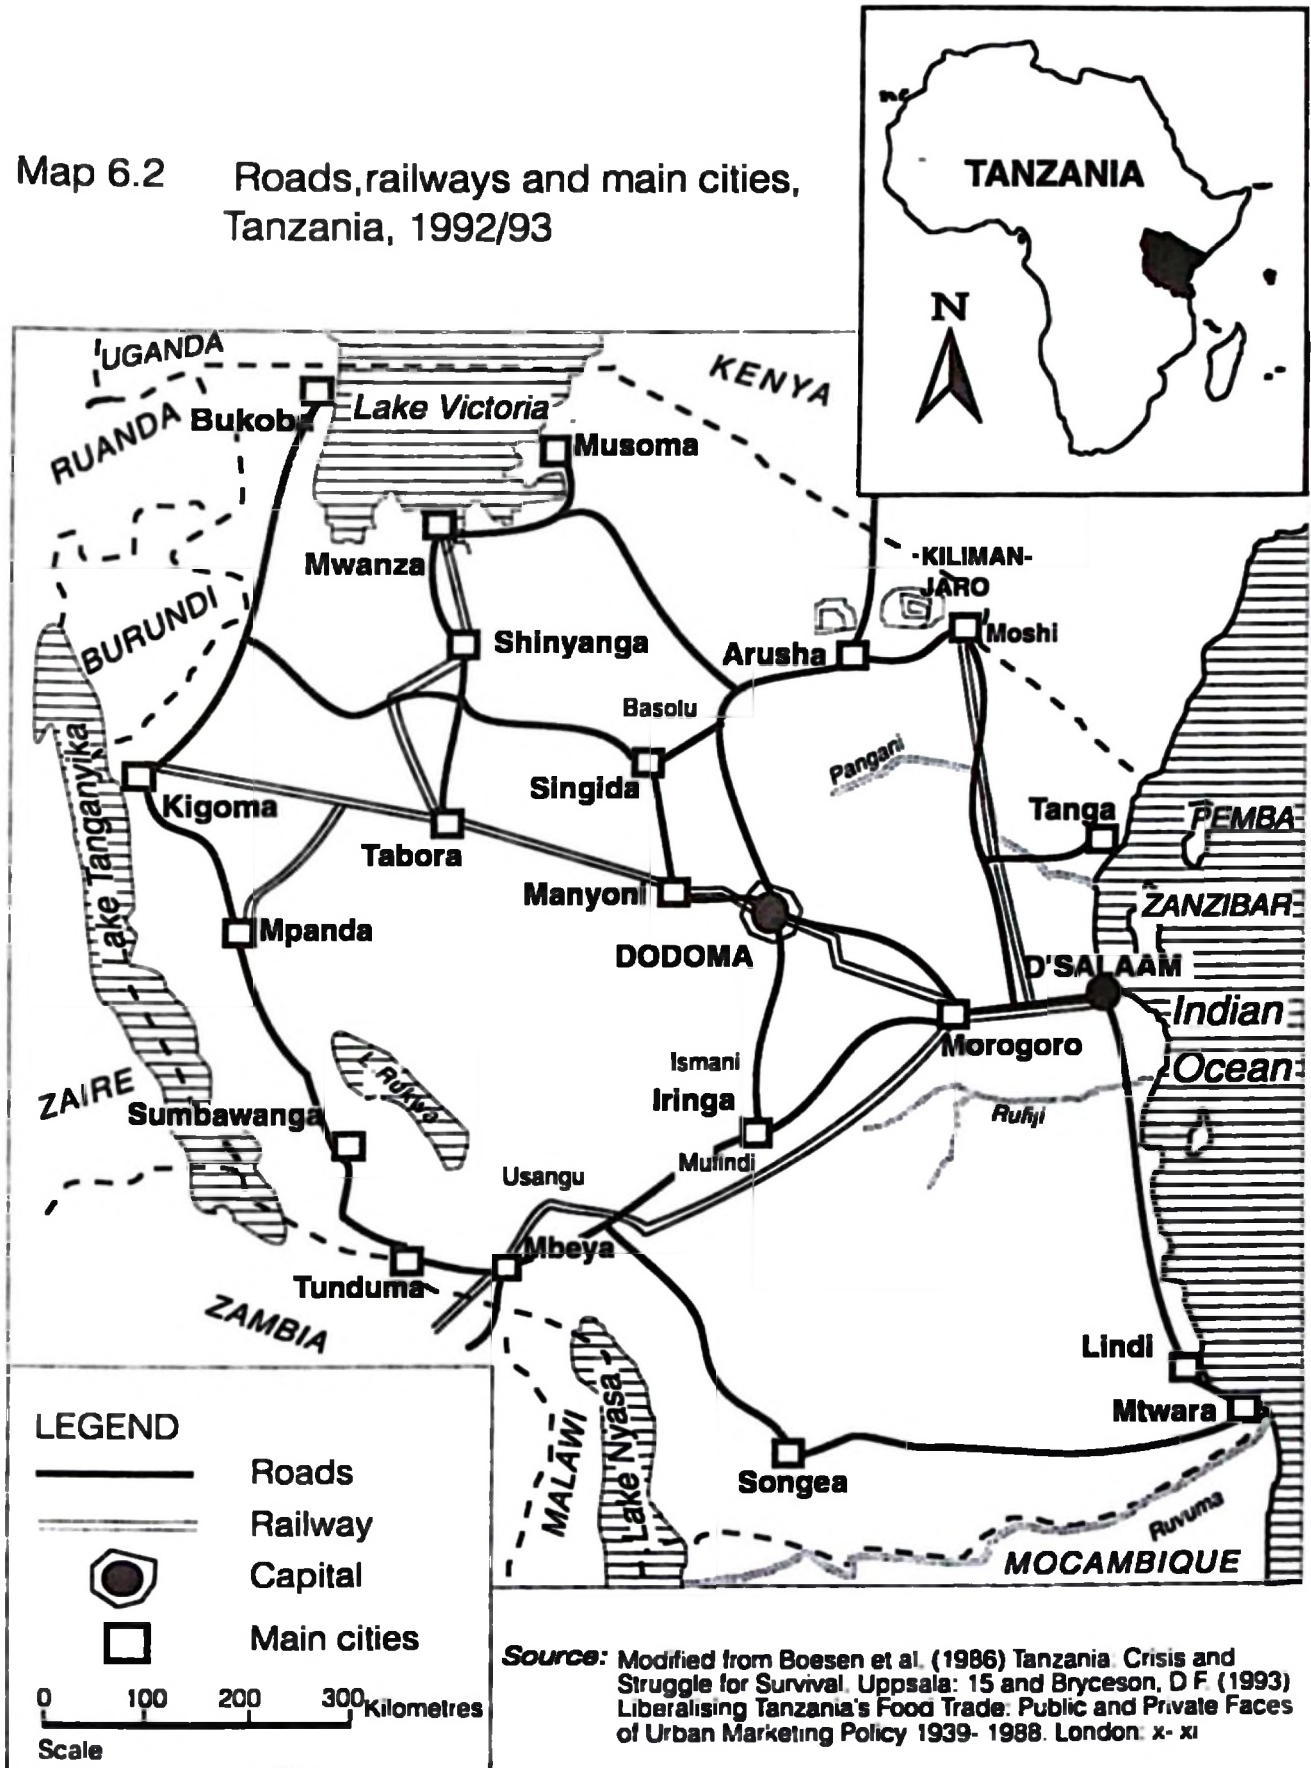 Map 6.2 Roads, railways and main cities,
Tanzania, 1992/93
TANZANIA
N
UGANDA
KENYA
RUANDA
Bukoba
Lake Victoria
Musoma
Mwanza
KILIMAN-
JARO
BURUNDI
Shinyanga
Arusha
Moshi
Basolu
Lake Tanganyika
Singida
Pangani
Kigoma
Tanga
PEMBA
Tabora
Manyoni
ZANZIBAR
Mpanda
DODOMA
D'SALAAM
Indian
Ocean
Morogoro
Ismani
L. Rukwa
ZAIRE
Iringa
Rufiji
Sumbawanga
Mufindi
Usangu
Mbeya
Tunduma
ZAMBIA
Lindi
Mtwara
MALAWI
Lake Nyasa
Songea
Ruvuma
MOCAMBIQUE
LEGEND
Roads
Railway
Capital
Main cities
0 100 200 300 Kilometres
Scale
Source: Modified from Boesen et al. (1986) Tanzania: Crisis and
Struggle for Survival. Uppsala: 15 and Bryceson, D F. (1993)
Liberalising Tanzania's Food Trade: Public and Private Faces
of Urban Marketing Policy 1939- 1988. London: x- xi